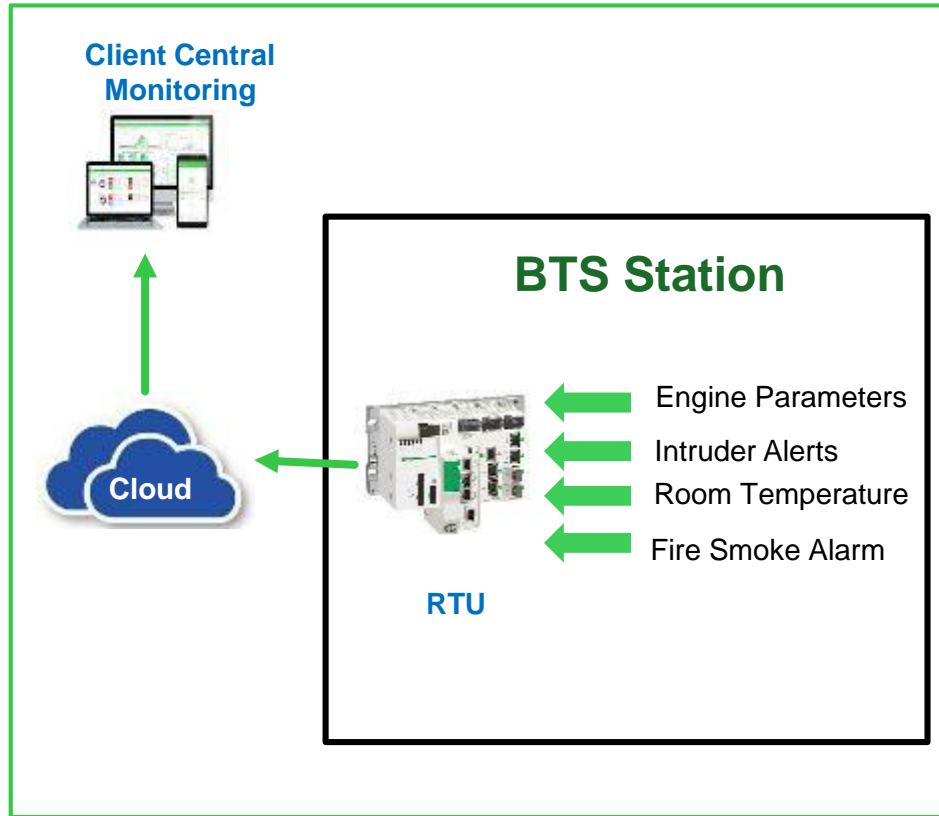 Client Central
Monitoring
BTS Station
Engine Parameters
Intruder Alerts
Room Temperature
Fire Smoke Alarm
Cloud
RTU